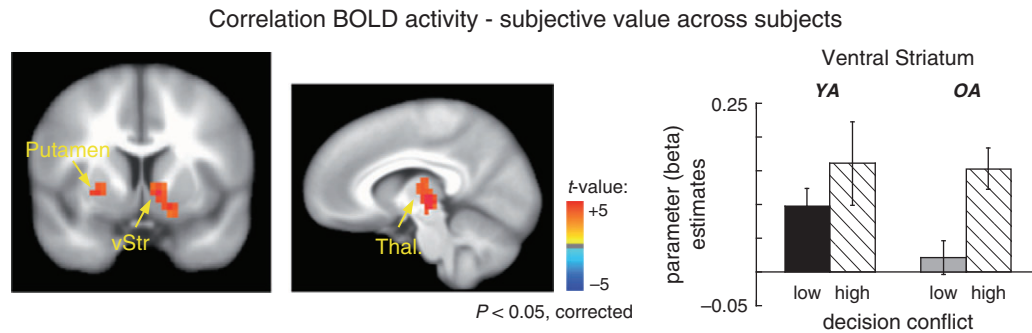 Correlation BOLD activity - subjective value across subjects
Putamen
vStr
Thal.
t-value:
+5
–5
P < 0.05, corrected
Ventral Striatum
YA OA
0.25
–0.05
parameter (beta)
estimates
low high low high
decision conflict